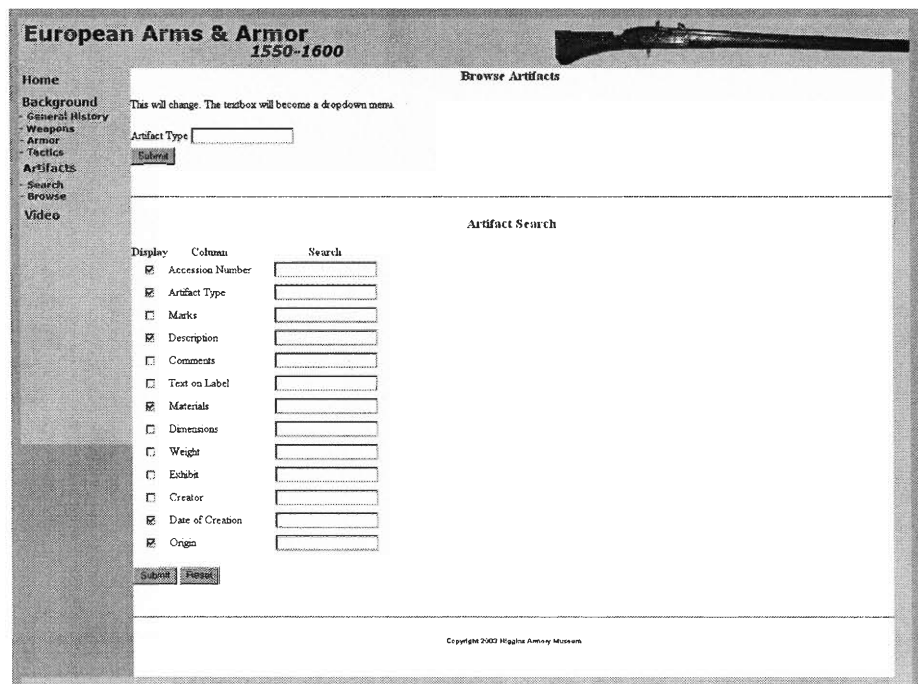 European Arms & Armor
1550-1600
Home
Background
- General History
- Weapons
- Armor
- Tactics
Artifacts
- Search
- Browse
Video
Browse Artifacts
This will change. The textbox will become a dropdown menu.
Artifact Type
Submit
Artifact Search
Display Column Search
Accession Number
Artifact Type
Marks
Description
Comments
Text on Label
Materials
Dimensions
Weight
Exhibit
Creator
Date of Creation
Origin
Submit Reset
Copyright 2003 Higgins Armory Museum